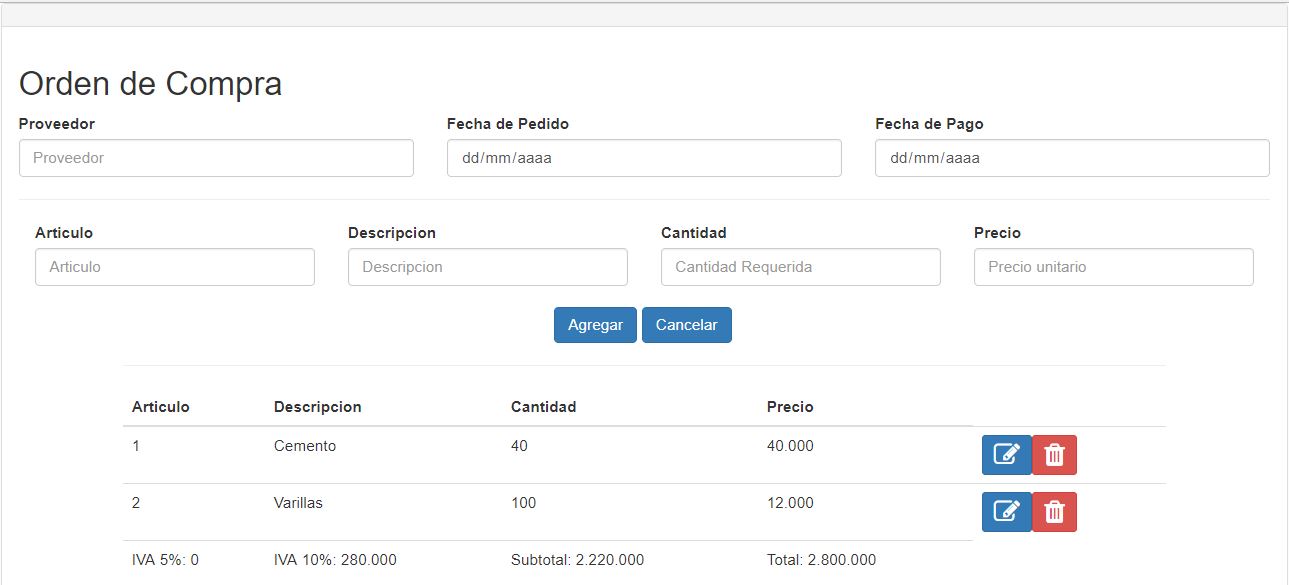 Orden de Compra
Proveedor Fecha de Pedido Fecha de Pago
Proveedor dd/mm/aaaa dd/mm/aaaa
Articulo Descripcion Cantidad Precio
Articulo Descripcion Cantidad Requerida Precio unitario
Agregar Cancelar
Articulo Descripcion Cantidad Precio
1 Cemento 40 40.000
2 Varillas 100 12.000
IVA 5%: 0 IVA 10%: 280.000 Subtotal: 2.220.000 Total: 2.800.000